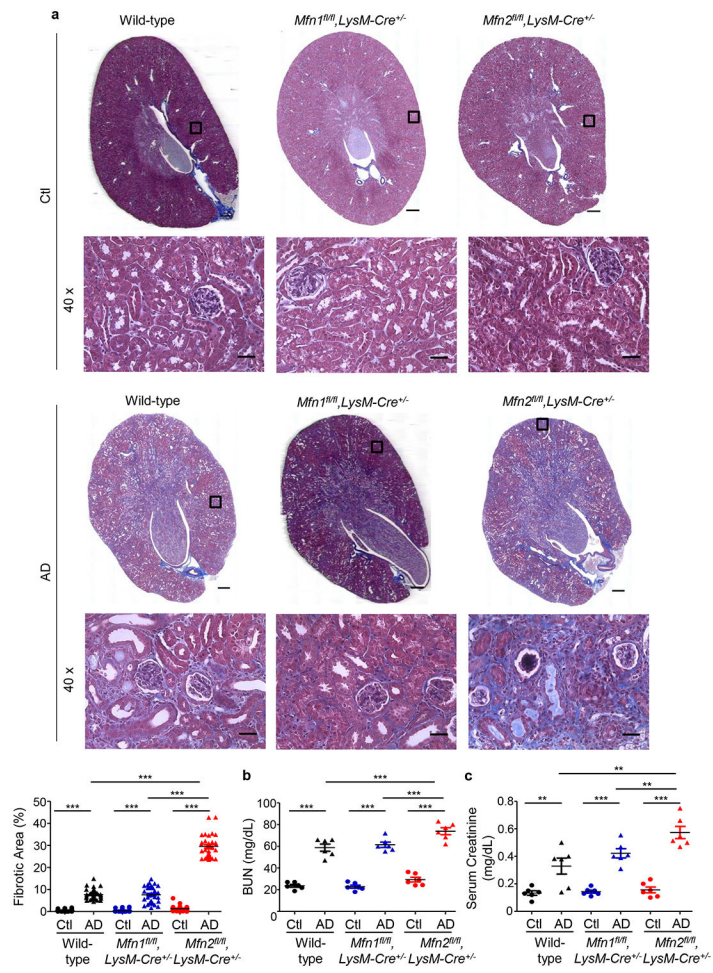 a
Wild-type Mfn1fl/fl,LysM-Cre+/- Mfn2fl/fl,LysM-Cre+/-
Ctl
40 x
Wild-type Mfn1fl/fl,LysM-Cre+/- Mfn2fl/fl,LysM-Cre+/-
AD
40 x
***
***
*** *** ***
Fibrotic Area (%)
50
40
30
20
10
0
Ctl AD Ctl AD Ctl AD
Wild-type Mfn1fl/fl, LysM-Cre+/- Mfn2fl/fl, LysM-Cre+/-
b
***
***
*** *** ***
BUN (mg/dL)
100
80
60
40
20
0
Ctl AD Ctl AD Ctl AD
Wild-type Mfn1fl/fl, LysM-Cre+/- Mfn2fl/fl, LysM-Cre+/-
c
**
**
** *** ***
Serum Creatinine (mg/dL)
0.8
0.6
0.4
0.2
0
Ctl AD Ctl AD Ctl AD
Wild-type Mfn1fl/fl, LysM-Cre+/- Mfn2fl/fl, LysM-Cre+/-